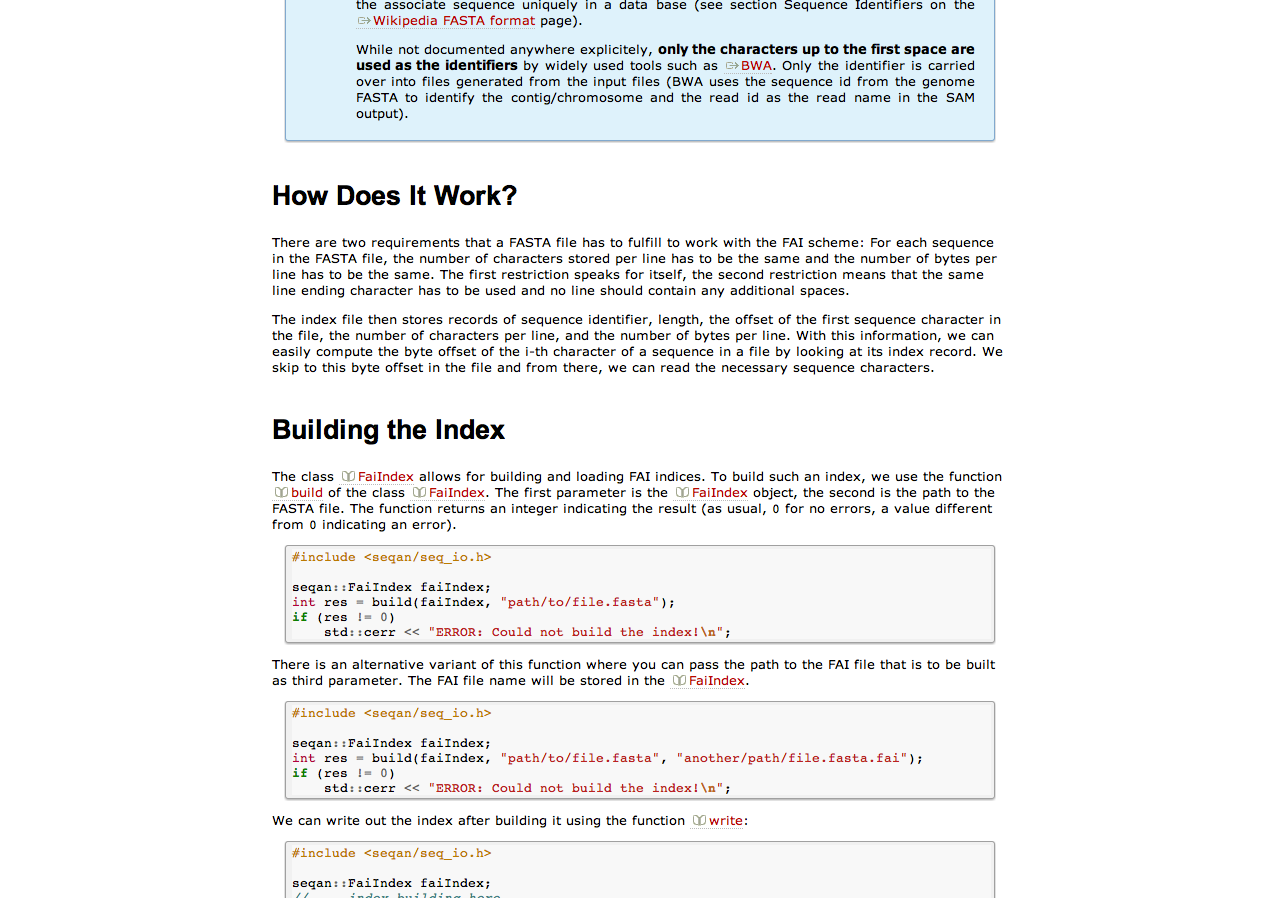 the associate sequence uniquely in a data base (see section Sequence Identifiers on the
Wikipedia FASTA format page).
While not documented anywhere explicitely, only the characters up to the first space are
used as the identifiers by widely used tools such as BWA. Only the identifier is carried
over into files generated from the input files (BWA uses the sequence id from the genome
FASTA to identify the contig/chromosome and the read id as the read name in the SAM
output).
How Does It Work?
There are two requirements that a FASTA file has to fulfill to work with the FAI scheme: For each sequence
in the FASTA file, the number of characters stored per line has to be the same and the number of bytes per
line has to be the same. The first restriction speaks for itself, the second restriction means that the same
line ending character has to be used and no line should contain any additional spaces.
The index file then stores records of sequence identifier, length, the offset of the first sequence character in
the file, the number of characters per line, and the number of bytes per line. With this information, we can
easily compute the byte offset of the i-th character of a sequence in a file by looking at its index record. We
skip to this byte offset in the file and from there, we can read the necessary sequence characters.
Building the Index
The class FaiIndex allows for building and loading FAI indices. To build such an index, we use the function
build of the class FaiIndex. The first parameter is the FaiIndex object, the second is the path to the
FASTA file. The function returns an integer indicating the result (as usual, 0 for no errors, a value different
from 0 indicating an error).
#include <seqan/seq_io.h>
seqan::FaiIndex faiIndex;
int res = build(faiIndex, "path/to/file.fasta");
if (res != 0)
    std::cerr << "ERROR: Could not build the index!\n";
There is an alternative variant of this function where you can pass the path to the FAI file that is to be built
as third parameter. The FAI file name will be stored in the FaiIndex.
#include <seqan/seq_io.h>
seqan::FaiIndex faiIndex;
int res = build(faiIndex, "path/to/file.fasta", "another/path/file.fasta.fai");
if (res != 0)
    std::cerr << "ERROR: Could not build the index!\n";
We can write out the index after building it using the function write:
#include <seqan/seq_io.h>
seqan::FaiIndex faiIndex;
// ... index building here